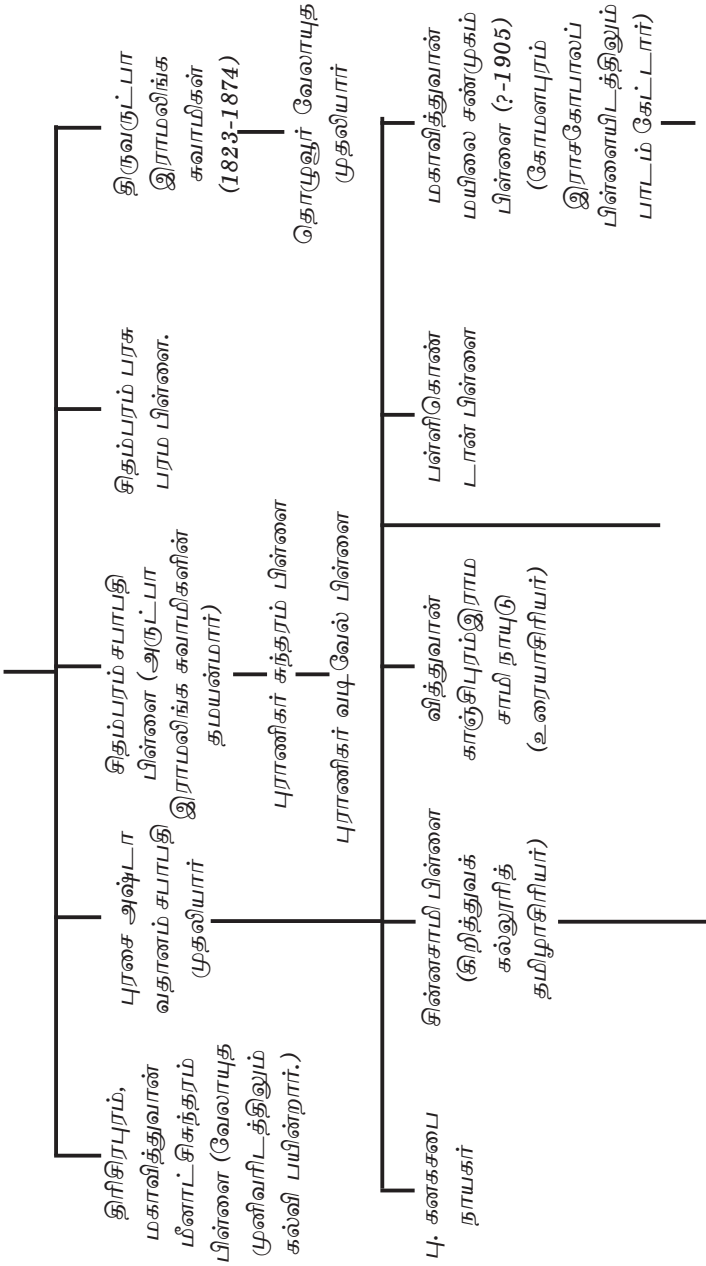 திரிசிரபுரம்,
மகாவித்துவான்
மீனாட்சிசுந்தரம்
பிள்ளை (வேலாயுத
முனிவரிடத்திலும்
கல்வி பயின்றார்.)
புரசை அஷ்டா
வதானம் சபாபதி
முதலியார்
சிதம்பரம் சபாபதி
பிள்ளை (அருட்பா
இராமலிங்க சுவாமிகளின்
தமயன்மார்)
புராணிகர் சுந்தரம் பிள்ளை
புராணிகர் வடிவேல் பிள்ளை
சிதம்பரம் பரசு
பரம பிள்ளை.
திருவருட்பா
இராமலிங்க
சுவாமிகள்
(1823-1874)
தொழுவூர் வேலாயுத
முதலியார்
பு. கனகசபை
நாயகர்
சின்னசாமி பிள்ளை
(கிறித்துவக்
கல்லூரித்
தமிழாசிரியர்)
வித்துவான்
காஞ்சிபுரம்இராம
சாமி நாயுடு
(உரையாசிரியர்)
பள்ளிகொண்
டான் பிள்ளை
மகாவித்துவான்
மயிலை சண்முகம்
பிள்ளை (?-1905)
(கோமளபுரம்
இராசகோபாலப்
பிள்ளையிடத்திலும்
பாடம் கேட்டார்)